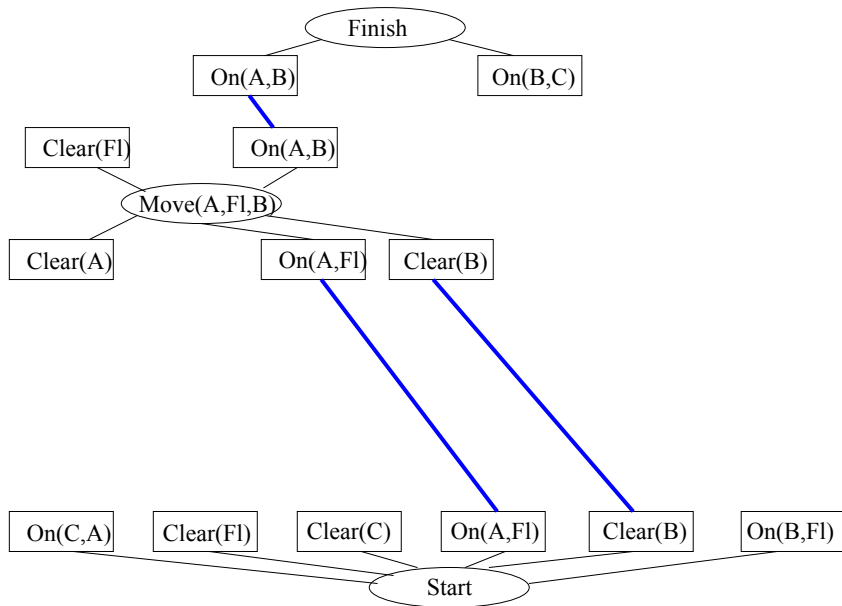 Finish
On(A,B)
On(B,C)
Clear(Fl)
On(A,B)
Move(A,Fl,B)
Clear(A)
On(A,Fl)
Clear(B)
On(C,A)
Clear(Fl)
Clear(C)
On(A,Fl)
Clear(B)
On(B,Fl)
Start